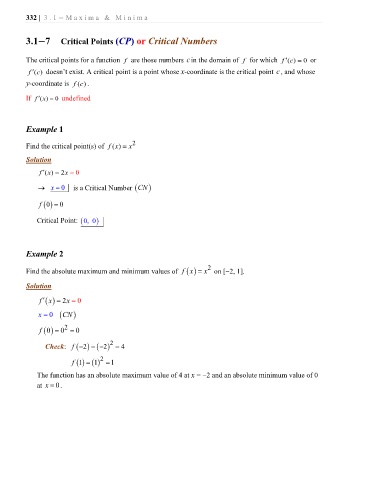 332 | 3.1 – Maxima & Minima
3.1–7 Critical Points (CP) or Critical Numbers
The critical points for a function f are those numbers c in the domain of f for which f′(c) = 0 or
f′(c) doesn't exist. A critical point is a point whose x-coordinate is the critical point c, and whose
y-coordinate is f(c).
If f′(x) = 0 undefined
Example 1
Find the critical point(s) of f(x) = x²
Solution
f′(x) = 2x = 0
→ x = 0 | is a Critical Number (CN)
f(0) = 0
Critical Point: (0, 0) |
Example 2
Find the absolute maximum and minimum values of f(x) = x² on [−2, 1].
Solution
f′(x) = 2x = 0
x = 0 (CN)
f(0) = 0² = 0
Check: f(−2) = (−2)² = 4
f(1) = (1)² = 1
The function has an absolute maximum value of 4 at x = −2 and an absolute minimum value of 0
at x = 0.